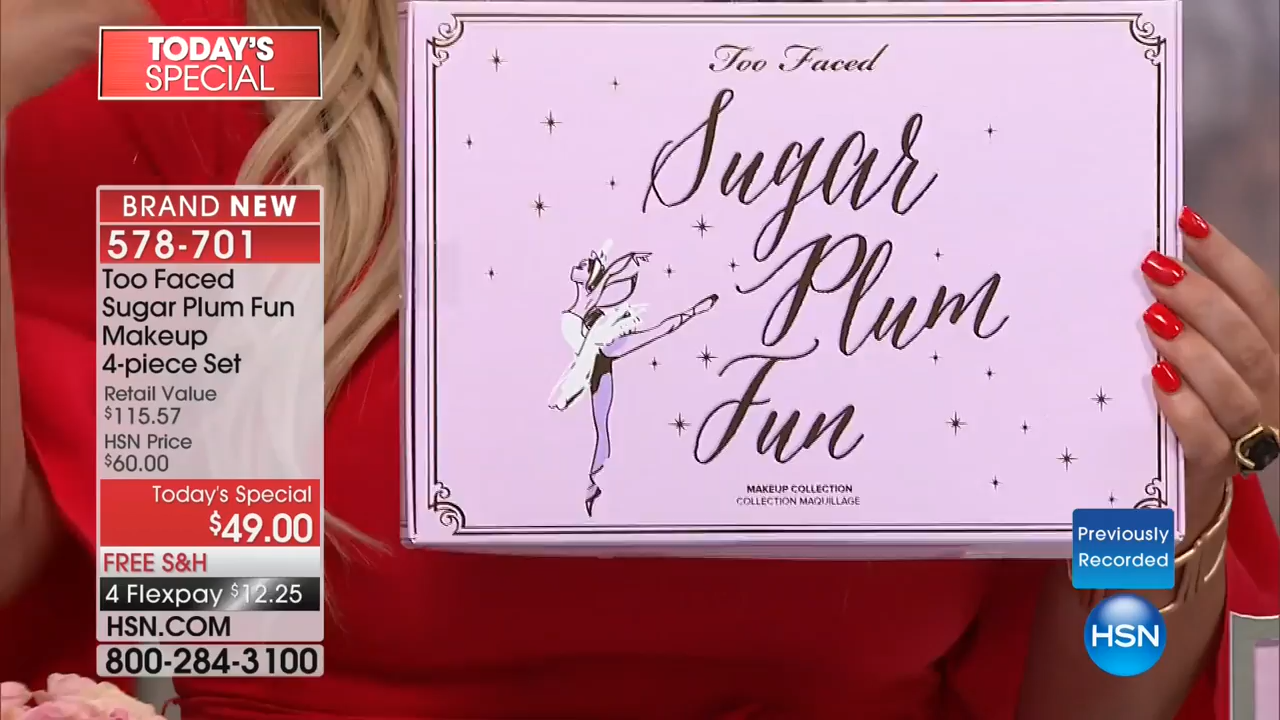 TODAY'S
SPECIAL
BRAND NEW
578-701
Too Faced
Sugar Plum Fun
Makeup
4-piece Set
Retail Value
$115.57
HSN Price
$60.00
Today's Special
$49.00
FREE S&H
4 Flexpay $12.25
HSN.COM
800-284-3100
Too Faced
Sugar
Plum
Fun
MAKEUP COLLECTION
COLLECTION MAQUILLAGE
Previously
Recorded
HSN